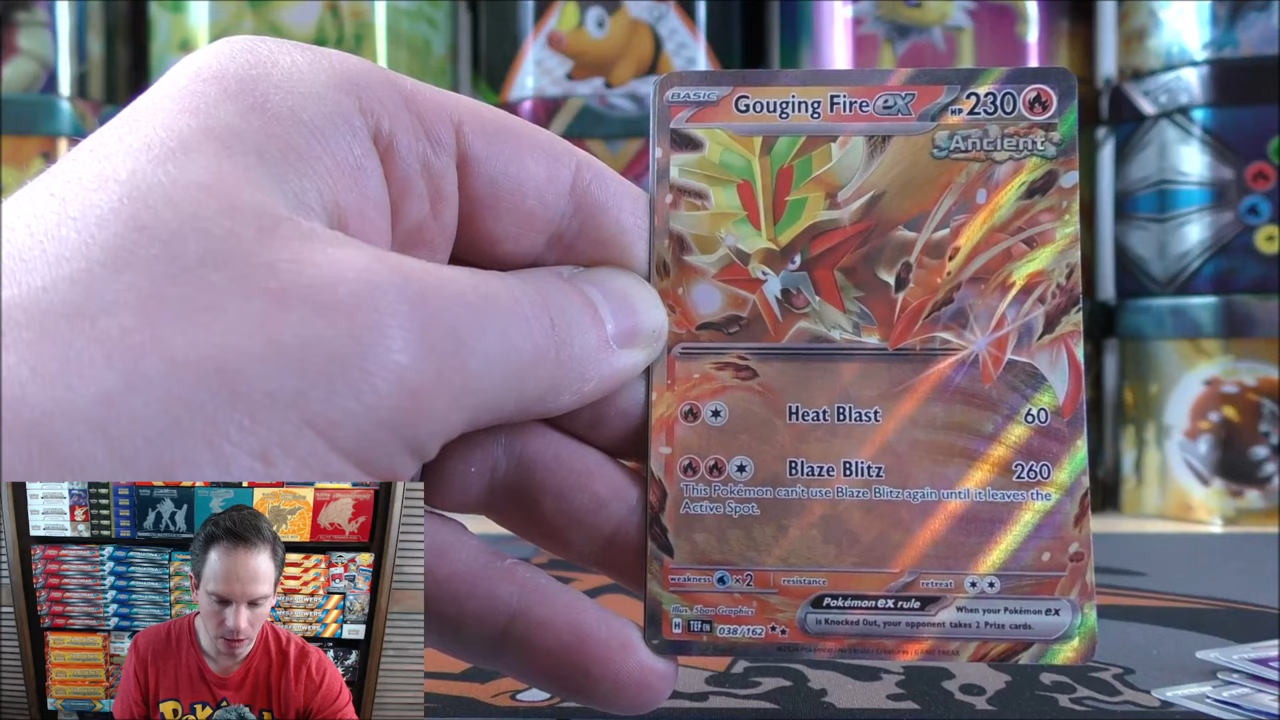 BASIC Gouging Fire ex HP 230
Ancient
Heat Blast 60
Blaze Blitz 260
This Pokémon can't use Blaze Blitz again until it leaves the
Active Spot.
weakness ×2 resistance retreat
Illus. 5ban Graphics
Pokémon ex rule
When your Pokémon ex
is Knocked Out, your opponent takes 2 Prize cards.
H TEF EN 038/162